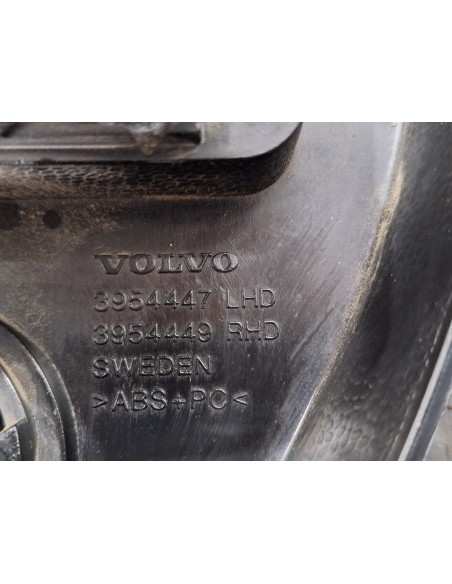 VOLVO
3954447 LHD
3954449 RHD
SWEDEN
>ABS+PC<